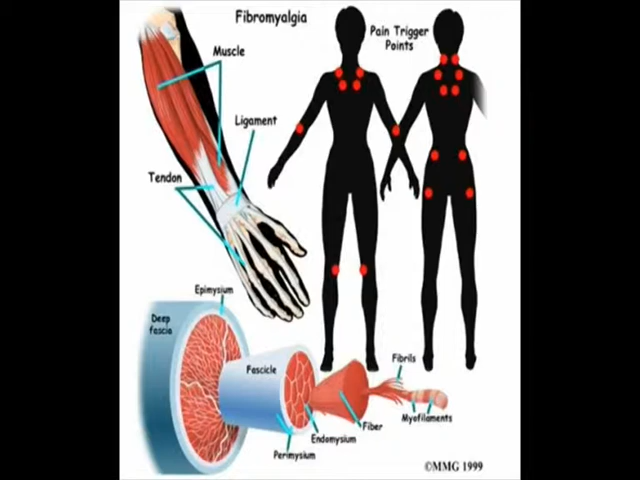 Fibromyalgia
Pain Trigger
Points
Muscle
Ligament
Tendon
Epimysium
Deep
fascia
Fascicle
Fibrils
Myofilaments
Fiber
Endomysium
Perimysium
©MMG 1999